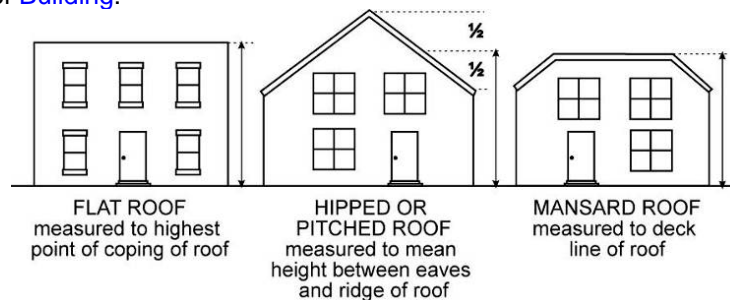 Building.
½
½
FLAT ROOF
measured to highest
point of coping of roof
HIPPED OR
PITCHED ROOF
measured to mean
height between eaves
and ridge of roof
MANSARD ROOF
measured to deck
line of roof